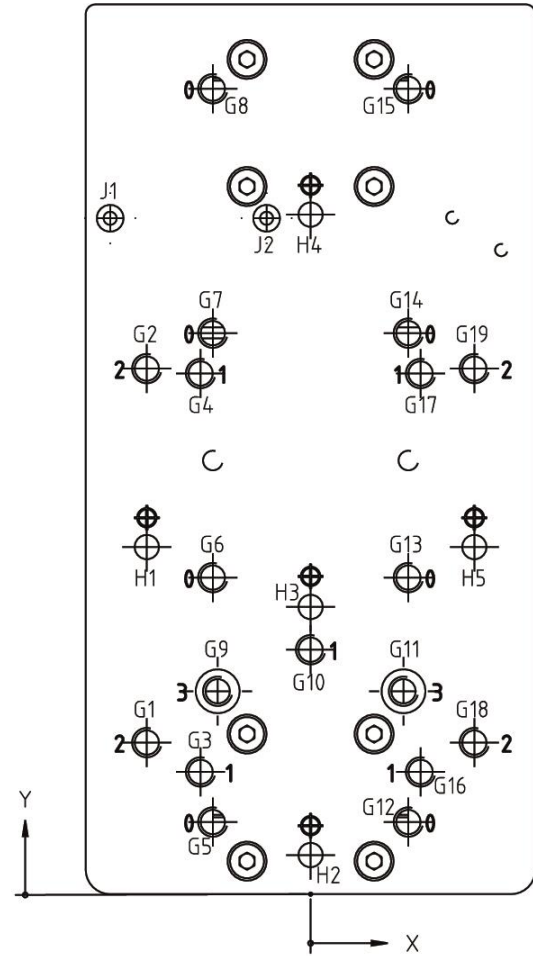 0 G8 G15 0
J1
J2 H4
G7 G14
0 0
G2 G19
2 1 1 2
G4 G17
G6 G13
H1 0 0 H5
H3
G10 1
G9 G11
3 3
G1 G18
2 2
G3
1 1 G16
G12
0 G5 0
Y
H2
X